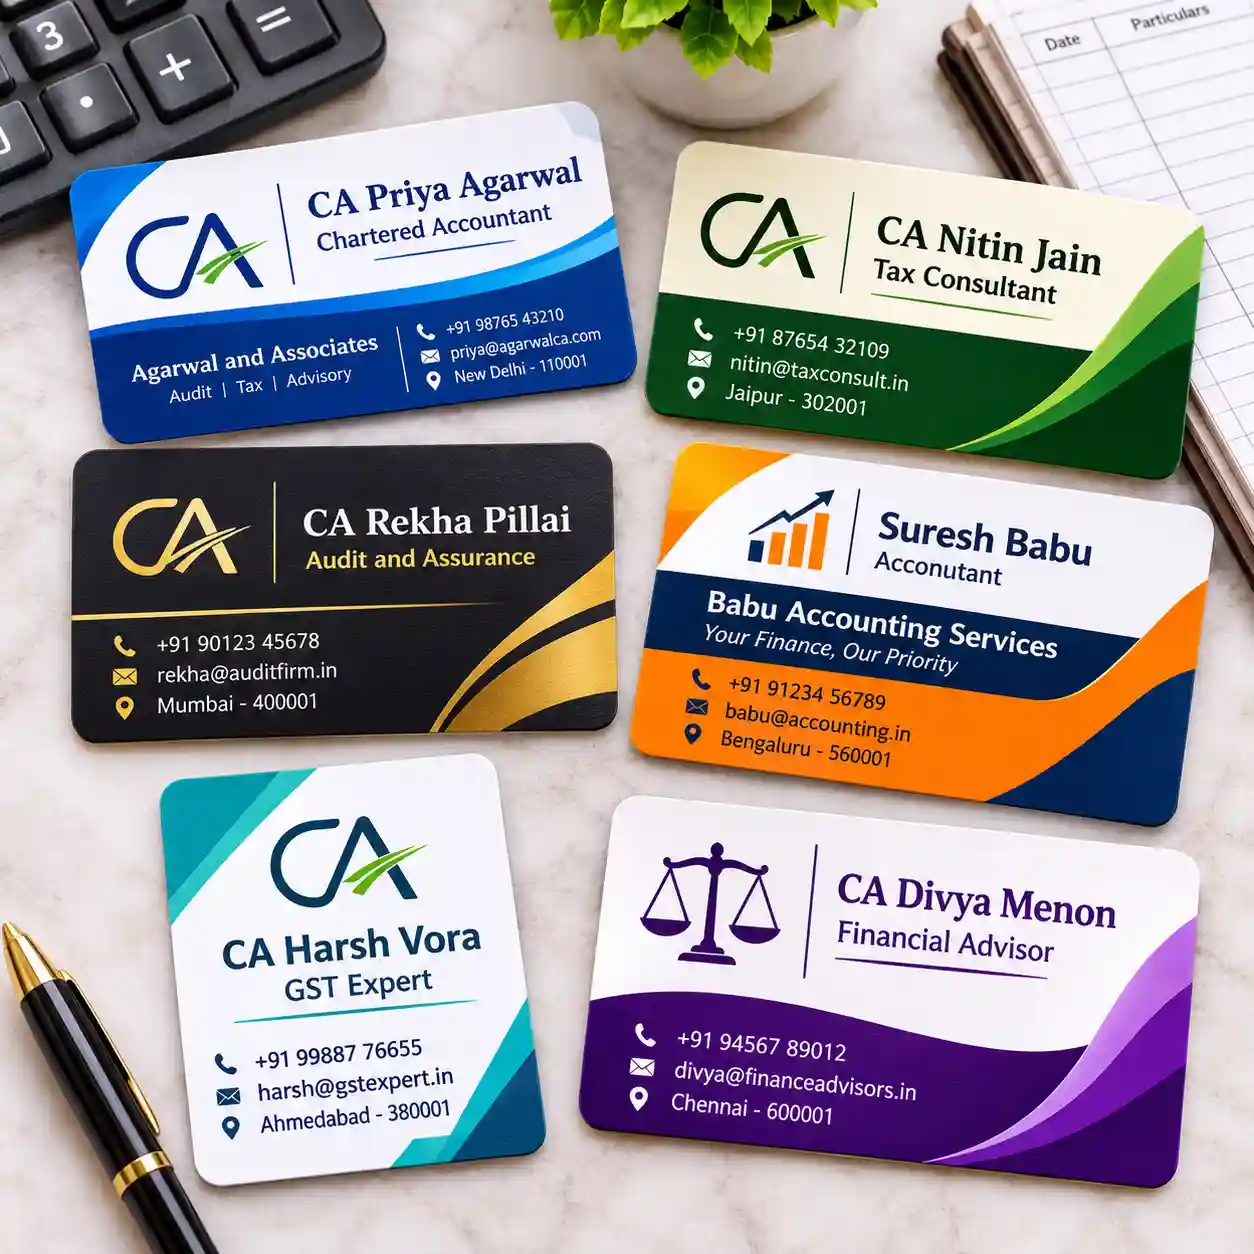 3
+
=
.
Date
Particulars
CA
CA Priya Agarwal
Chartered Accountant
Agarwal and Associates
Audit | Tax | Advisory
+91 98765 43210
priya@agarwalca.com
New Delhi - 110001
CA
CA Nitin Jain
Tax Consultant
+91 87654 32109
nitin@taxconsult.in
Jaipur - 302001
CA
CA Rekha Pillai
Audit and Assurance
+91 90123 45678
rekha@auditfirm.in
Mumbai - 400001
Suresh Babu
Acconutant
Babu Accounting Services
Your Finance, Our Priority
+91 91234 56789
babu@accounting.in
Bengaluru - 560001
CA
CA Harsh Vora
GST Expert
+91 99887 76655
harsh@gstexpert.in
Ahmedabad - 380001
CA Divya Menon
Financial Advisor
+91 94567 89012
divya@financeadvisors.in
Chennai - 600001